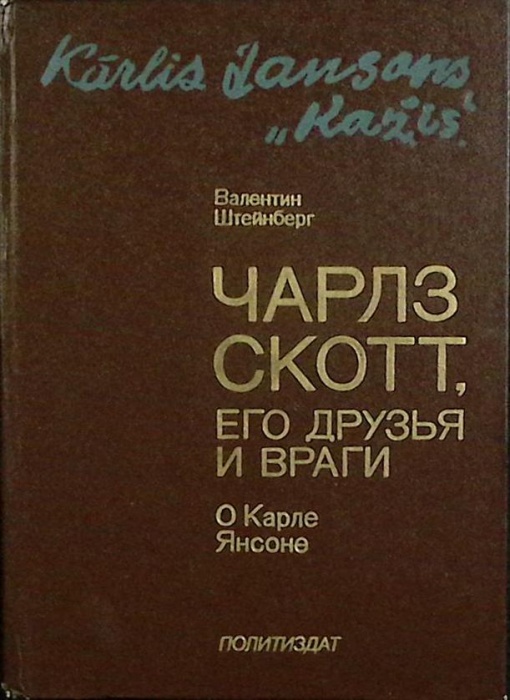 Kārlis Jansons
„Kažis“
Валентин
Штейнберг
ЧАРЛЗ
СКОТТ,
ЕГО ДРУЗЬЯ
И ВРАГИ
О Карле
Янсоне
ПОЛИТИЗДАТ